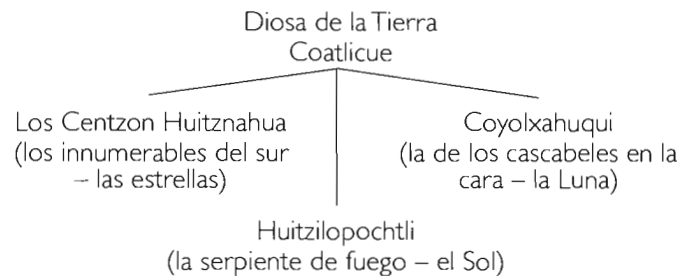 Diosa de la Tierra
Coatlicue
Los Centzon Huitznahua
(los innumerables del sur
– las estrellas)
Coyolxahuqui
(la de los cascabeles en la
cara – la Luna)
Huitzilopochtli
(la serpiente de fuego – el Sol)